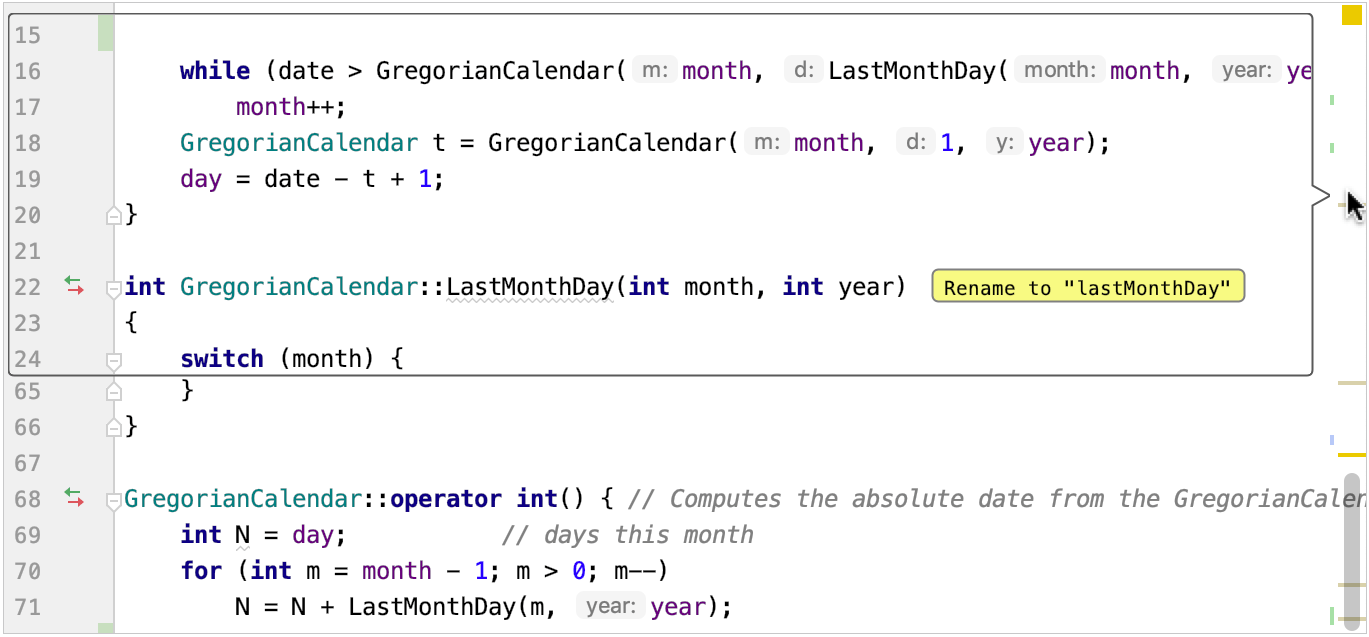 15
16 while (date > GregorianCalendar( m: month, d: LastMonthDay( month: month, year: ye
17 month++;
18 GregorianCalendar t = GregorianCalendar( m: month, d: 1, y: year);
19 day = date - t + 1;
20 }
21
22 int GregorianCalendar::LastMonthDay(int month, int year) Rename to "lastMonthDay"
23 {
24 switch (month) {
65 }
66 }
67
68 GregorianCalendar::operator int() { // Computes the absolute date from the GregorianCalen
69 int N = day; // days this month
70 for (int m = month - 1; m > 0; m--)
71 N = N + LastMonthDay(m, year: year);